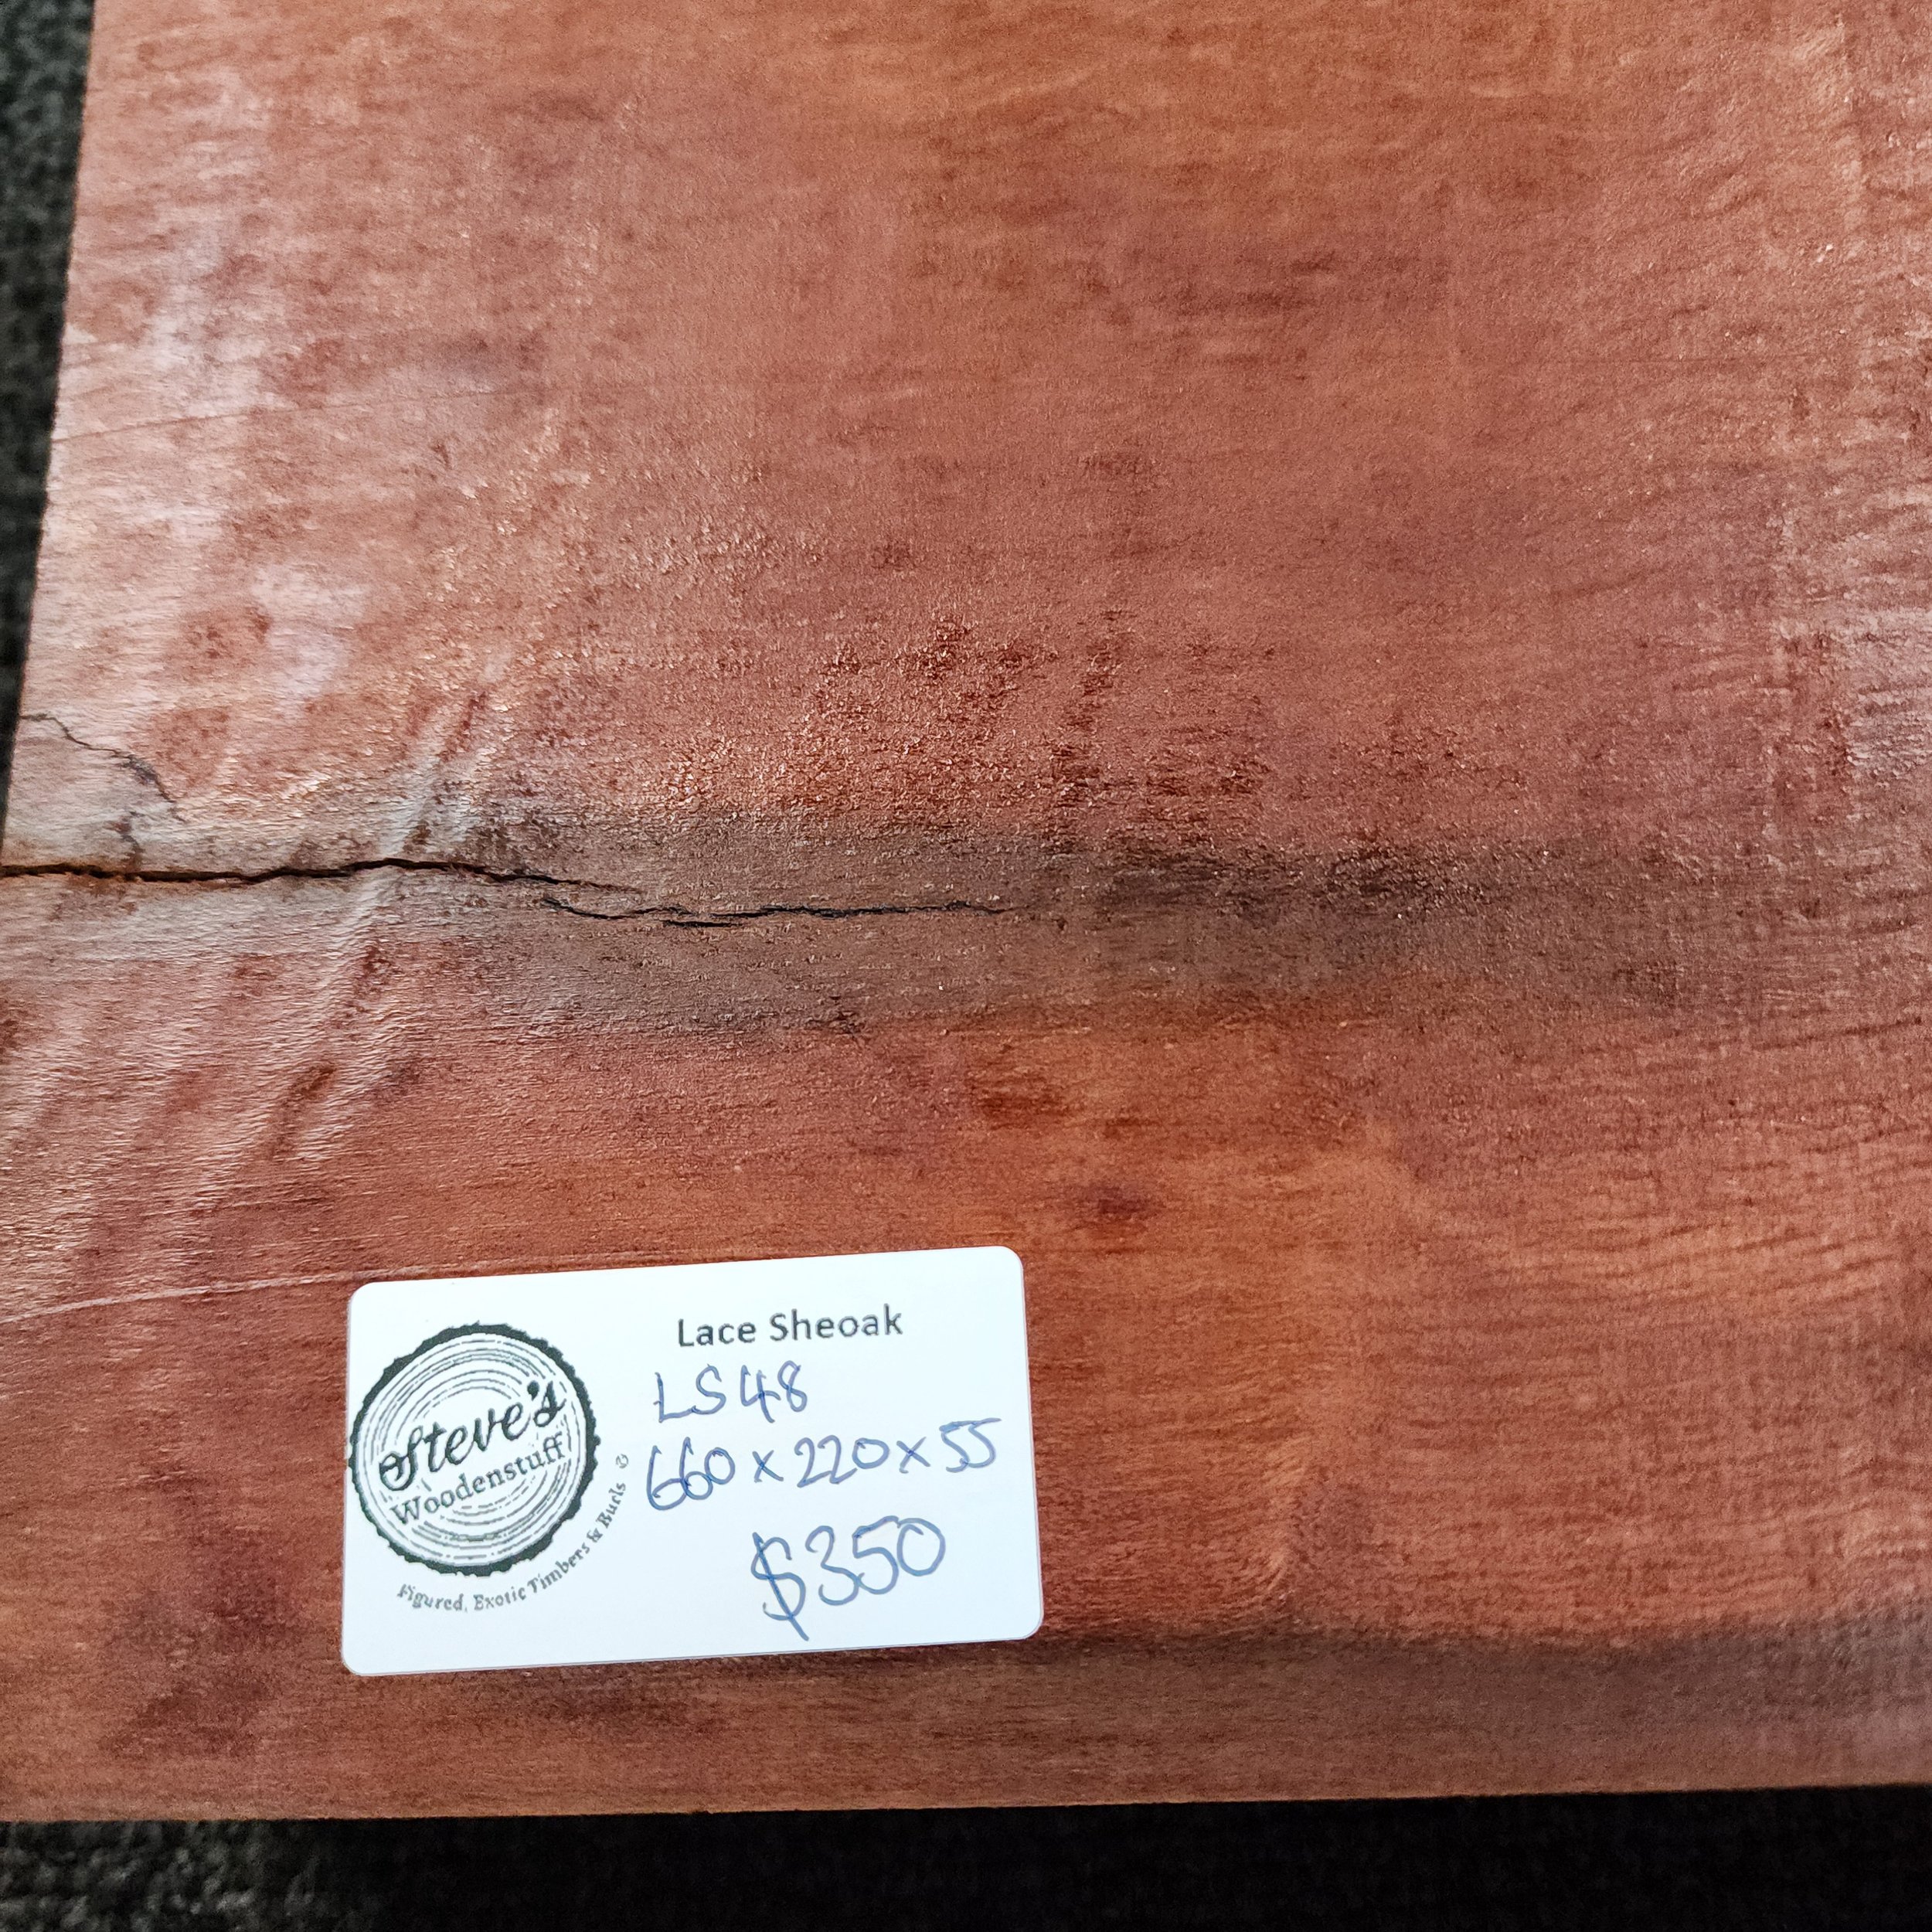 Steve's
Woodenstuff
Figured, Exotic Timbers & Burls
Lace Sheoak
LS48
660 x 220 x 55
$350